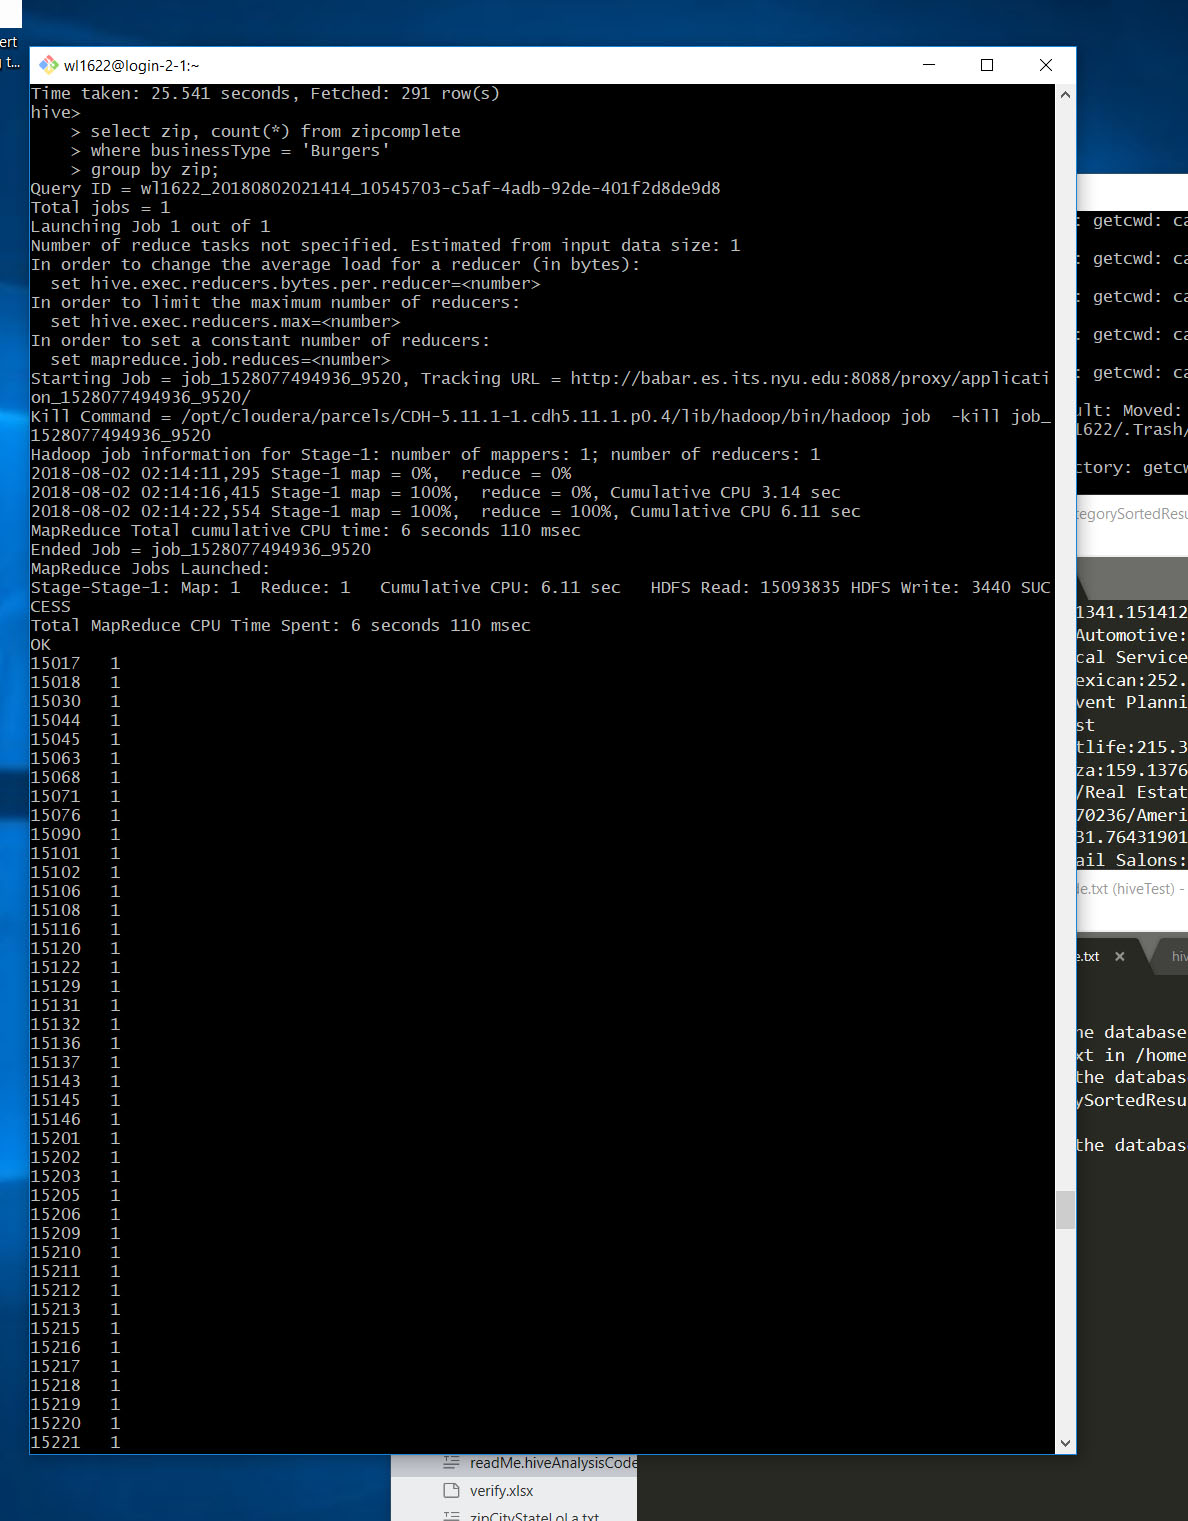 ert
t...
wl1622@login-2-1:~
Time taken: 25.541 seconds, Fetched: 291 row(s)
hive>
    > select zip, count(*) from zipcomplete
    > where businessType = 'Burgers'
    > group by zip;
Query ID = wl1622_20180802021414_10545703-c5af-4adb-92de-401f2d8de9d8
Total jobs = 1
Launching Job 1 out of 1
Number of reduce tasks not specified. Estimated from input data size: 1
In order to change the average load for a reducer (in bytes):
  set hive.exec.reducers.bytes.per.reducer=<number>
In order to limit the maximum number of reducers:
  set hive.exec.reducers.max=<number>
In order to set a constant number of reducers:
  set mapreduce.job.reduces=<number>
Starting Job = job_1528077494936_9520, Tracking URL = http://babar.es.its.nyu.edu:8088/proxy/applicati
on_1528077494936_9520/
Kill Command = /opt/cloudera/parcels/CDH-5.11.1-1.cdh5.11.1.p0.4/lib/hadoop/bin/hadoop job  -kill job_
1528077494936_9520
Hadoop job information for Stage-1: number of mappers: 1; number of reducers: 1
2018-08-02 02:14:11,295 Stage-1 map = 0%,  reduce = 0%
2018-08-02 02:14:16,415 Stage-1 map = 100%,  reduce = 0%, Cumulative CPU 3.14 sec
2018-08-02 02:14:22,554 Stage-1 map = 100%,  reduce = 100%, Cumulative CPU 6.11 sec
MapReduce Total cumulative CPU time: 6 seconds 110 msec
Ended Job = job_1528077494936_9520
MapReduce Jobs Launched:
Stage-Stage-1: Map: 1  Reduce: 1   Cumulative CPU: 6.11 sec   HDFS Read: 15093835 HDFS Write: 3440 SUC
CESS
Total MapReduce CPU Time Spent: 6 seconds 110 msec
OK
15017   1
15018   1
15030   1
15044   1
15045   1
15063   1
15068   1
15071   1
15076   1
15090   1
15101   1
15102   1
15106   1
15108   1
15116   1
15120   1
15122   1
15129   1
15131   1
15132   1
15136   1
15137   1
15143   1
15145   1
15146   1
15201   1
15202   1
15203   1
15205   1
15206   1
15209   1
15210   1
15211   1
15212   1
15213   1
15215   1
15216   1
15217   1
15218   1
15219   1
15220   1
15221   1
: getcwd: ca
: getcwd: ca
: getcwd: ca
: getcwd: ca
: getcwd: ca
ult: Moved:
l622/.Trash/
ctory: getcw
tegorySortedResu
1341.151412
Automotive:
cal Service
exican:252.
vent Planni
st
tlife:215.3
za:159.1376
/Real Estat
70236/Ameri
31.76431901
ail Salons:
le.txt (hiveTest) -
e.txt
hiv
he database
xt in /home
the databas
ySortedResu
the databas
readMe.hiveAnalysisCode
verify.xlsx
zipCityStateLoLa.txt